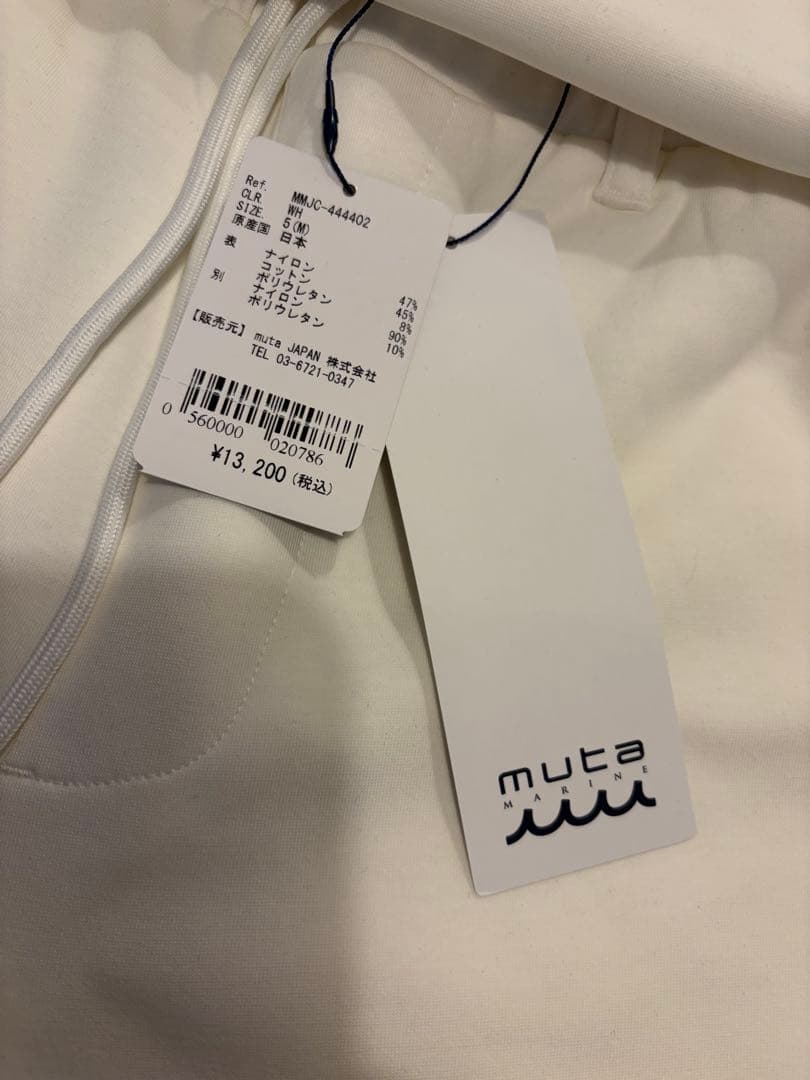 Ref. MMJC-444402
CLR. WH
SIZE. 5(M)
原産国 日本
表 ナイロン 47%
コットン 45%
ポリウレタン 8%
別 ナイロン 90%
ポリウレタン 10%
【販売元】 muta JAPAN 株式会社
TEL 03-6721-0347
0 560000 020786
¥13,200(税込)
muta
MARINE